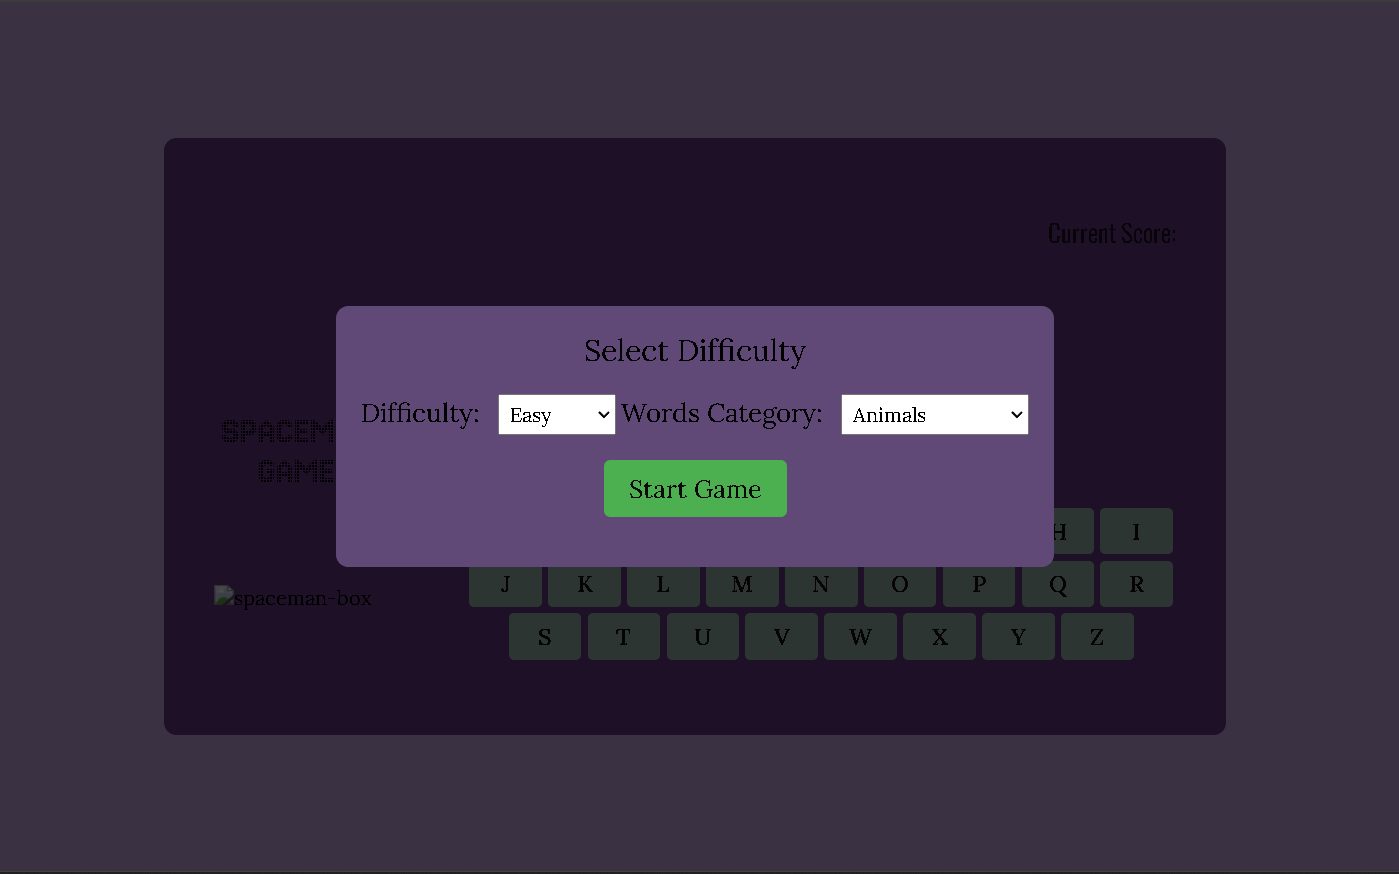 Current Score:
Select Difficulty
Difficulty: Easy Words Category: Animals
SPACEM
GAME
Start Game
H I
spaceman-box
J K L M N O P Q R
S T U V W X Y Z